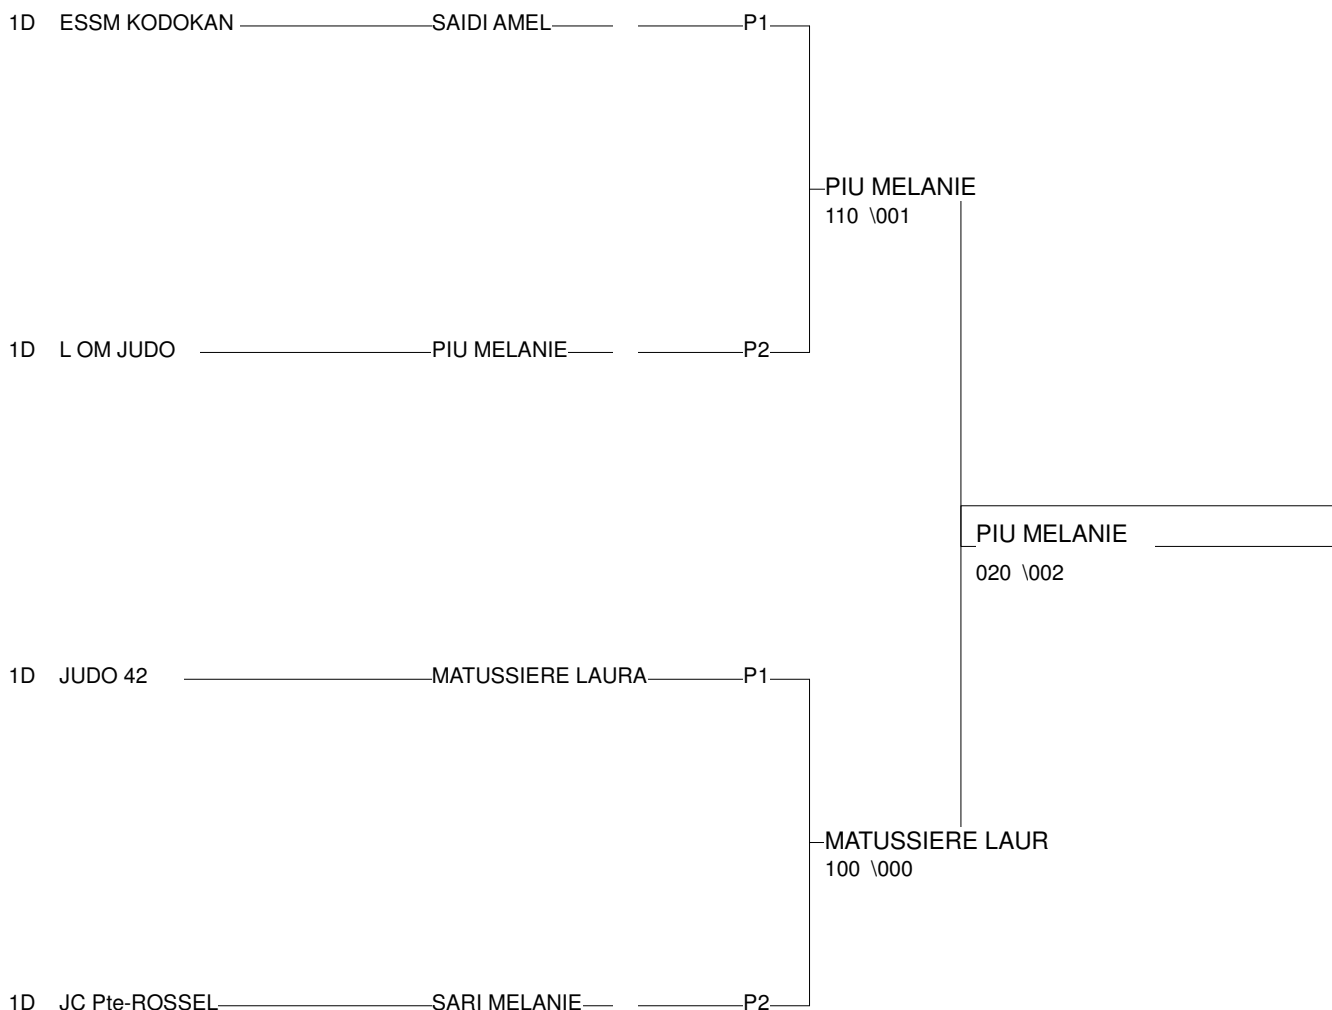 1D ESSM KODOKAN SAIDI AMEL P1
PIU MELANIE
110 \001
1D L OM JUDO PIU MELANIE P2
PIU MELANIE
020 \002
1D JUDO 42 MATUSSIERE LAURA P1
MATUSSIERE LAUR
100 \000
1D JC Pte-ROSSEL SARI MELANIE P2